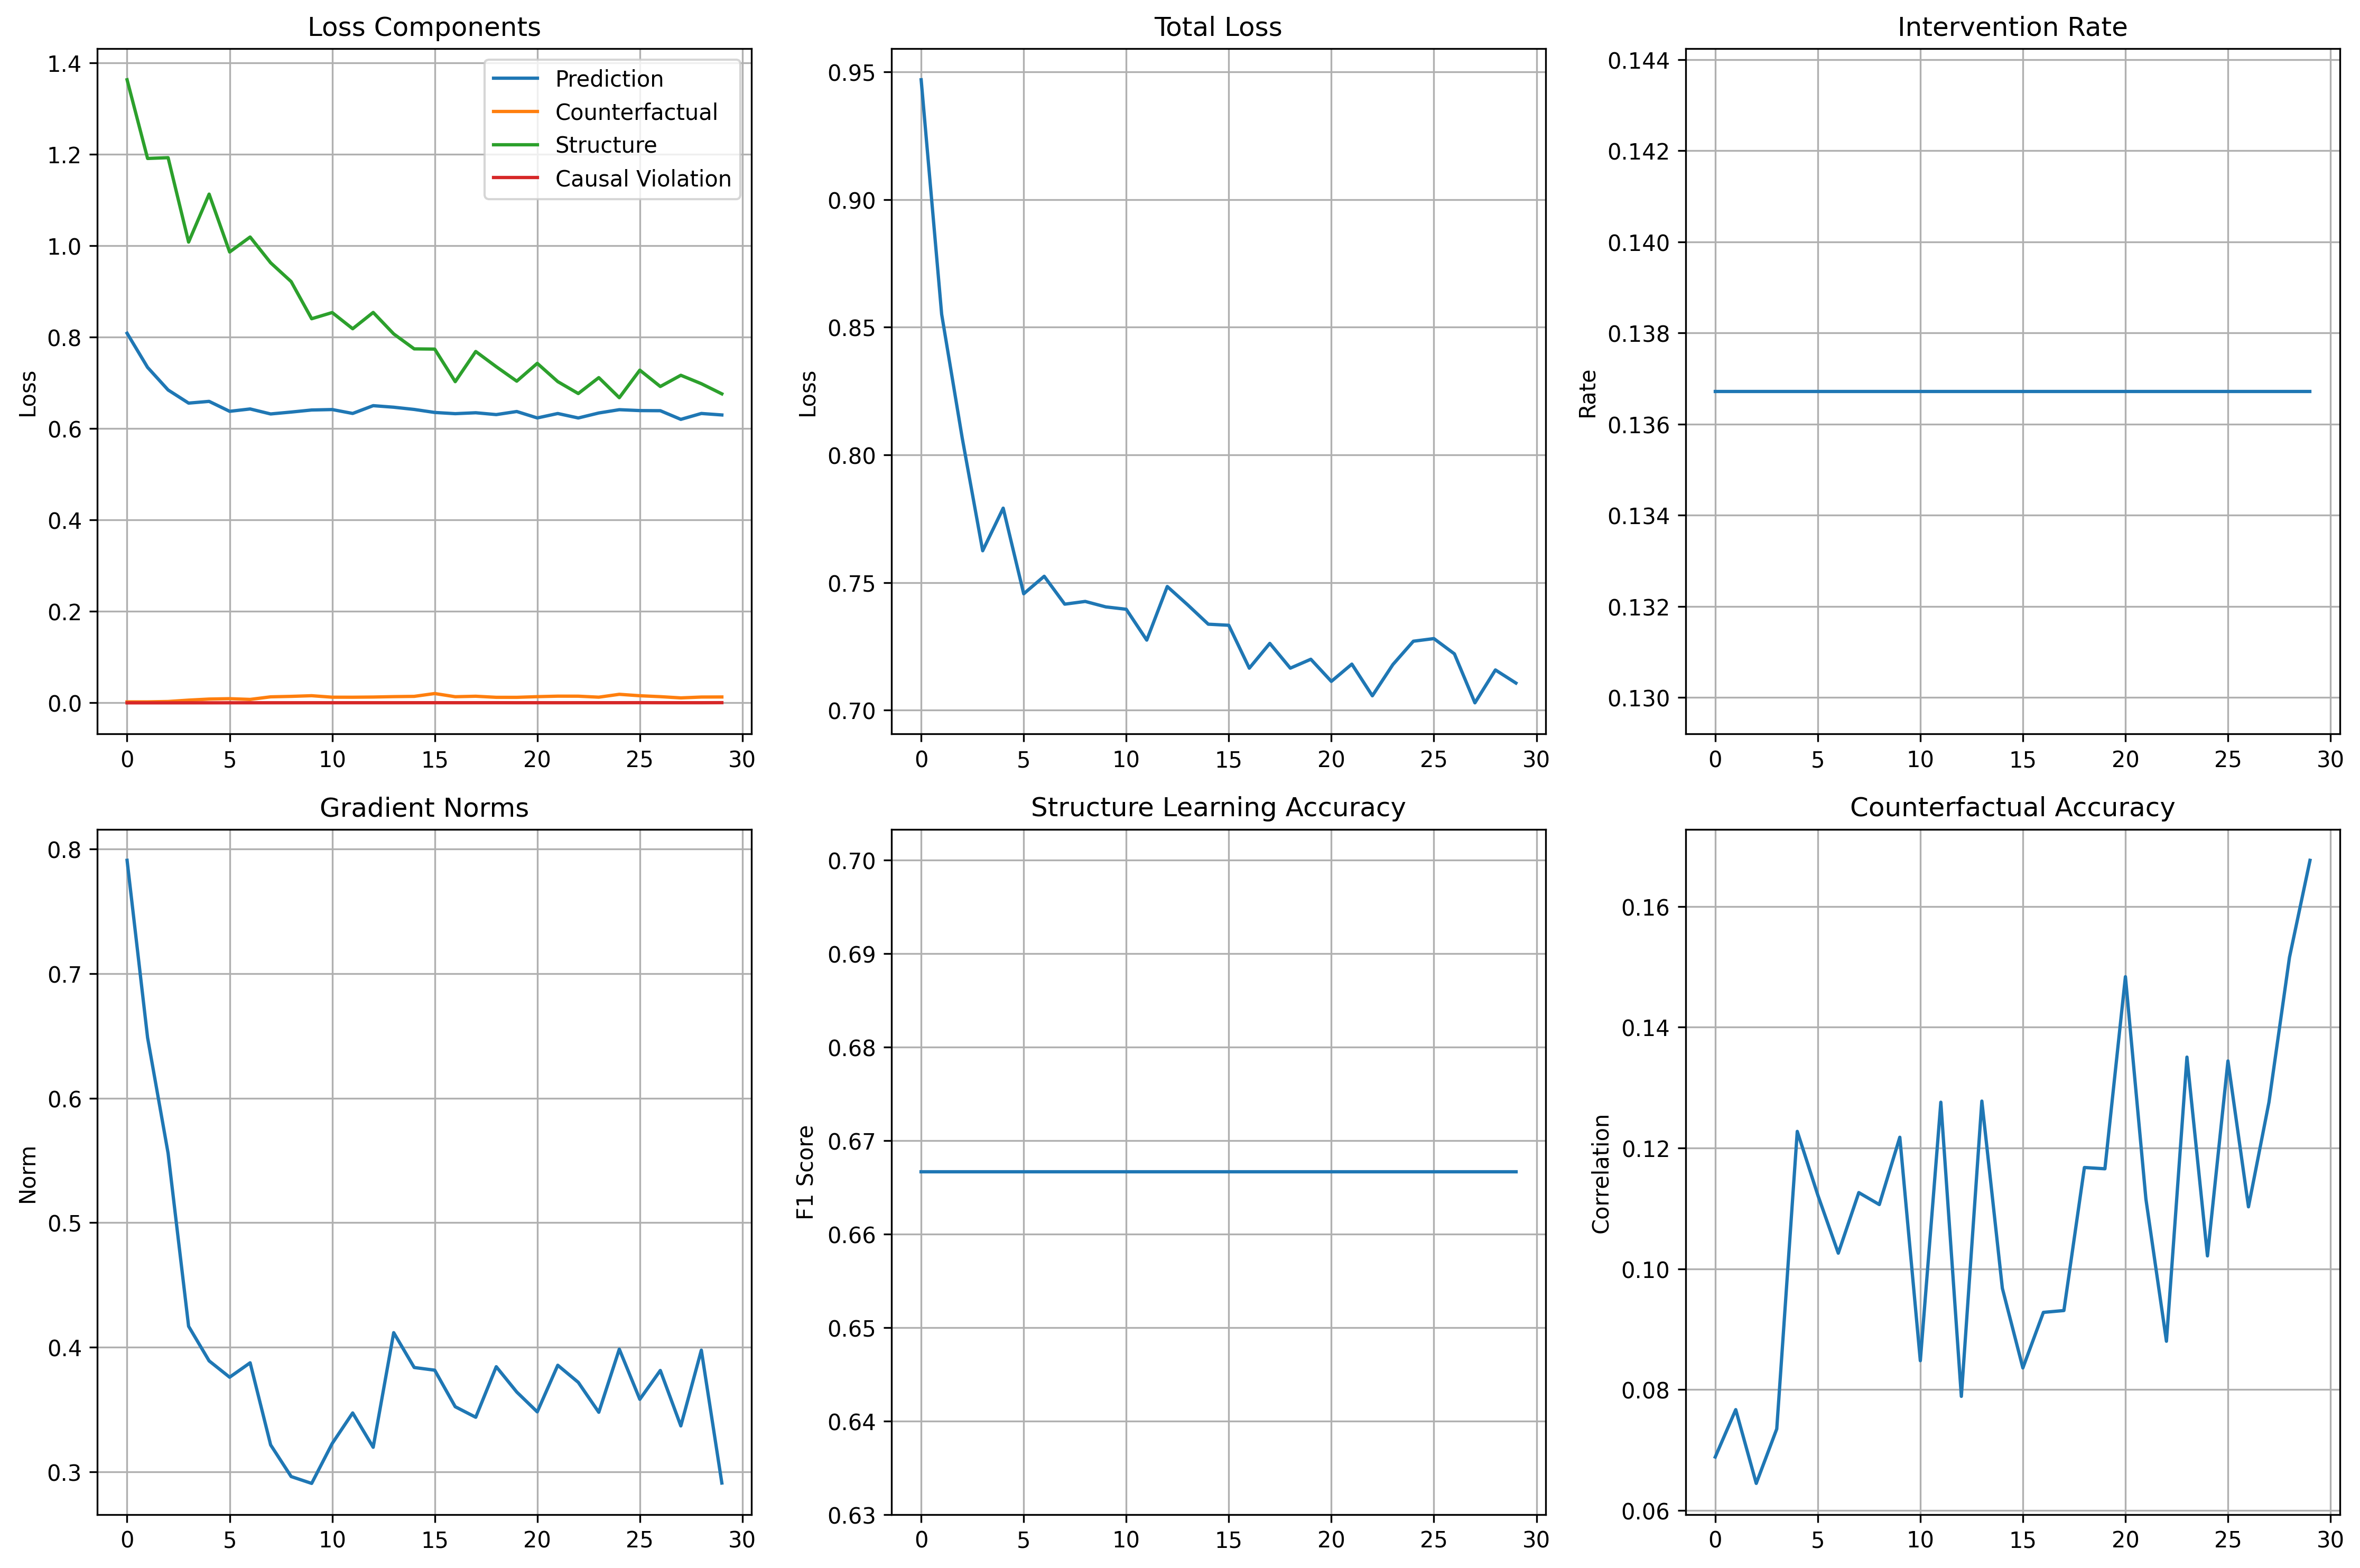 Loss Components
Loss
1.4
1.2
1.0
0.8
0.6
0.4
0.2
0.0
Prediction
Counterfactual
Structure
Causal Violation
0 5 10 15 20 25 30
Total Loss
Loss
0.95
0.90
0.85
0.80
0.75
0.70
0 5 10 15 20 25 30
Intervention Rate
Rate
0.144
0.142
0.140
0.138
0.136
0.134
0.132
0.130
0 5 10 15 20 25 30
Gradient Norms
Norm
0.8
0.7
0.6
0.5
0.4
0.3
0 5 10 15 20 25 30
Structure Learning Accuracy
F1 Score
0.70
0.69
0.68
0.67
0.66
0.65
0.64
0.63
0 5 10 15 20 25 30
Counterfactual Accuracy
Correlation
0.16
0.14
0.12
0.10
0.08
0.06
0 5 10 15 20 25 30